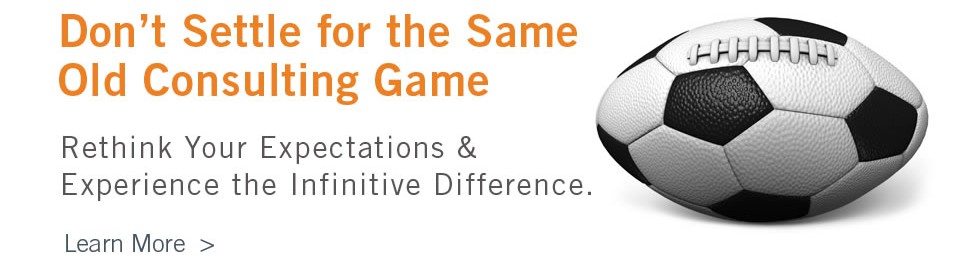 Don’t Settle for the Same
Old Consulting Game
Rethink Your Expectations &
Experience the Infinitive Difference.
Learn More >